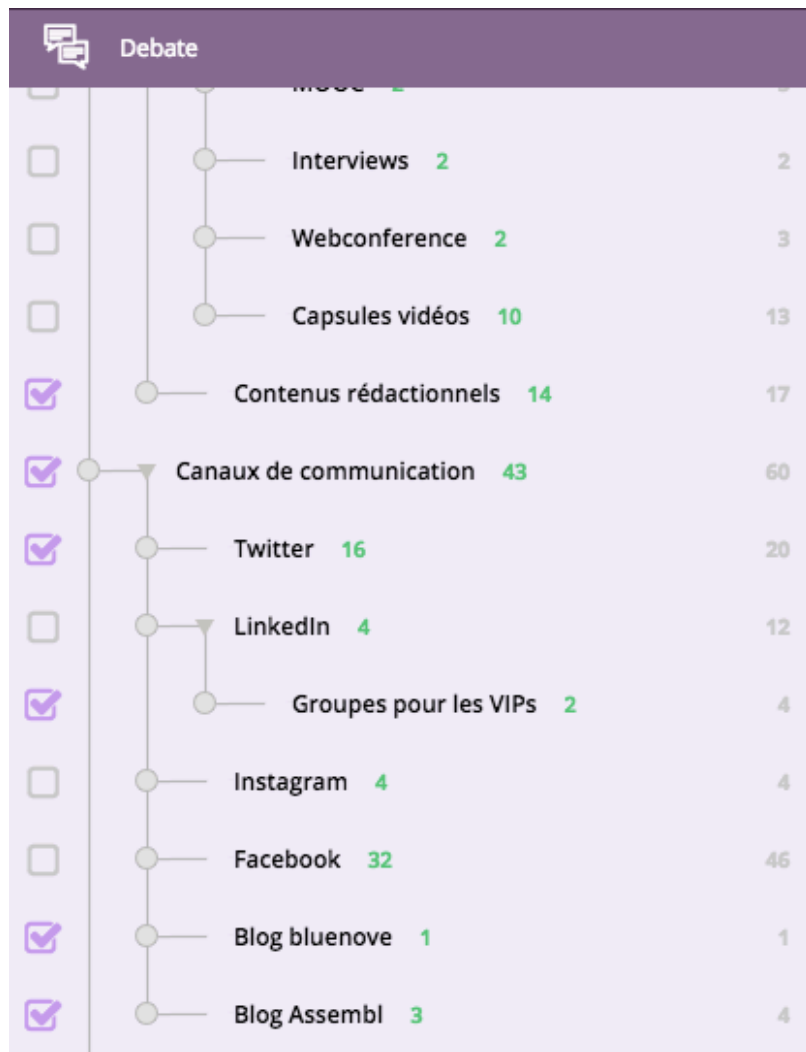 Debate
MOOC 2
Interviews 2 2
Webconference 2 3
Capsules vidéos 10 13
Contenus rédactionnels 14 17
Canaux de communication 43 60
Twitter 16 20
LinkedIn 4 12
Groupes pour les VIPs 2 4
Instagram 4 4
Facebook 32 46
Blog bluenove 1 1
Blog Assembl 3 4